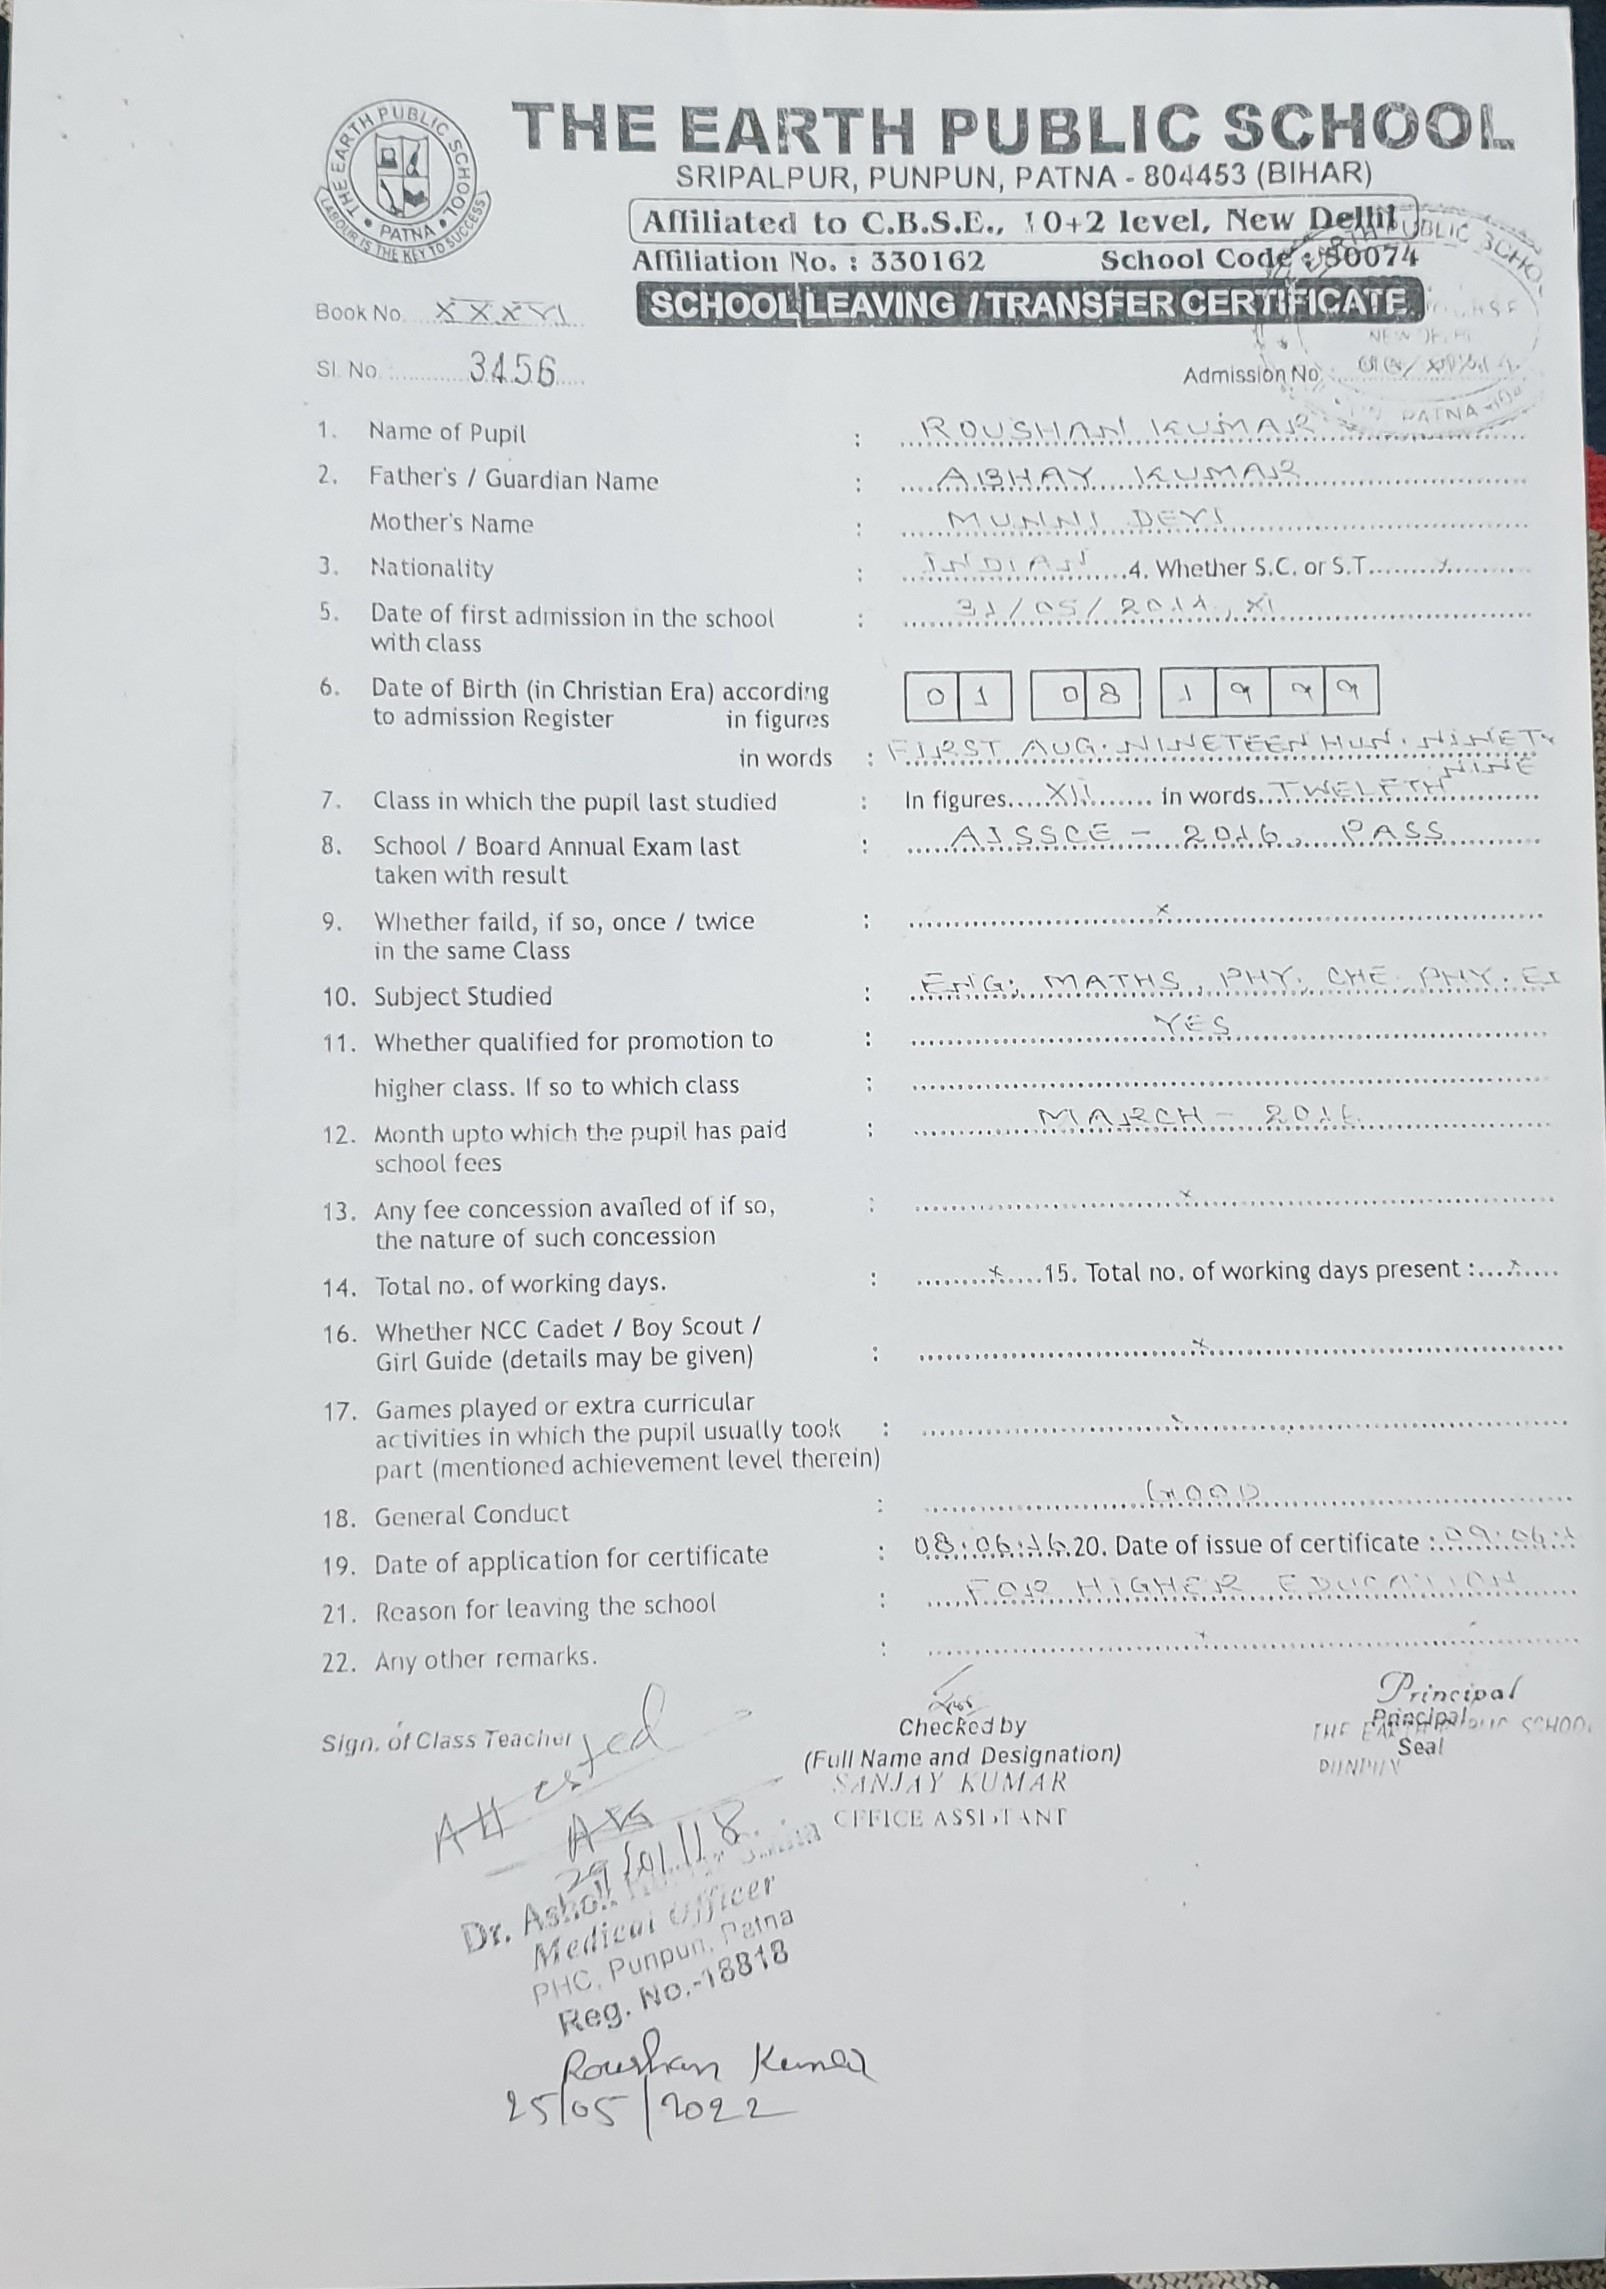 THE EARTH PUBLIC SCHOOL
PATNA
LABOUR IS THE KEY TO SUCCESS
THE EARTH PUBLIC SCHOOL
SRIPALPUR, PUNPUN, PATNA - 804453 (BIHAR)
Affiliated to C.B.S.E., 10+2 level, New Delhi
Affiliation No. : 330162 School Code : 50074
SCHOOL LEAVING / TRANSFER CERTIFICATE
Book No. XXXVI
Sl. No. 3456
Admission No.
PUBLIC SCHOOL
NEW DELHI
PATNA
1. Name of Pupil : ROUSHAN KUMAR
2. Father's / Guardian Name : ABHAY KUMAR
Mother's Name : MUNNI DEVI
3. Nationality : INDIAN 4. Whether S.C. or S.T. x
5. Date of first admission in the school : 31/05/2014, XI
with class
6. Date of Birth (in Christian Era) according 01 08 1999
to admission Register in figures
in words : FIRST AUG. NINETEEN HUN. NINETY
NINE
7. Class in which the pupil last studied : In figures XII in words TWELFTH
8. School / Board Annual Exam last : AISSCE - 2016, PASS
taken with result
9. Whether faild, if so, once / twice : x
in the same Class
10. Subject Studied : ENG, MATHS, PHY, CHE PHY. E
11. Whether qualified for promotion to : YES
higher class. If so to which class :
12. Month upto which the pupil has paid : MARCH - 2016
school fees
13. Any fee concession availed of if so, : x
the nature of such concession
14. Total no. of working days. : x 15. Total no. of working days present : x
16. Whether NCC Cadet / Boy Scout / 
Girl Guide (details may be given) : x
17. Games played or extra curricular
activities in which the pupil usually took :
part (mentioned achievement level therein)
18. General Conduct : GOOD
19. Date of application for certificate : 08:06:16 20. Date of issue of certificate : 09:06:1
21. Reason for leaving the school : FOR HIGHER EDUCATION
22. Any other remarks. : x
Sign. of Class Teacher
Checked by
(Full Name and Designation)
SANJAY KUMAR
OFFICE ASSISTANT
Principal
Principal
THE EARTH PUBLIC SCHOOL
Seal
PUNPUN
Attested
29/01/18
Dr. Ashok
Medical Officer
PHC, Punpun, Patna
Reg. No.-18818
Roushan Kumar
25/05/2022